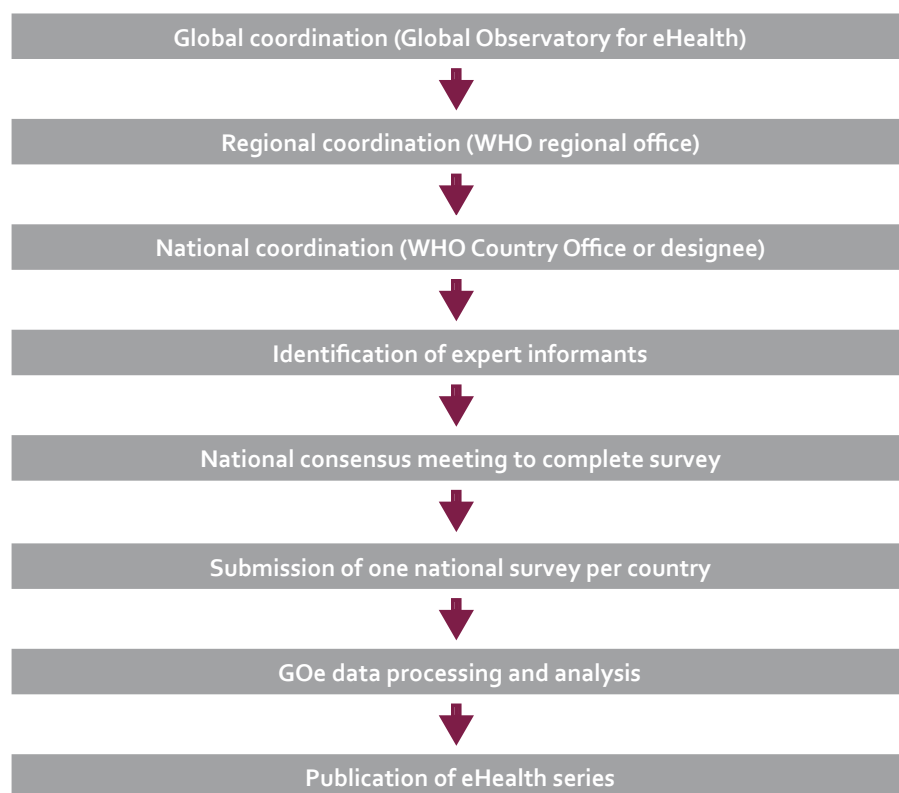 Global coordination (Global Observatory for eHealth)
Regional coordination (WHO regional office)
National coordination (WHO Country Office or designee)
Identification of expert informants
National consensus meeting to complete survey
Submission of one national survey per country
GOe data processing and analysis
Publication of eHealth series